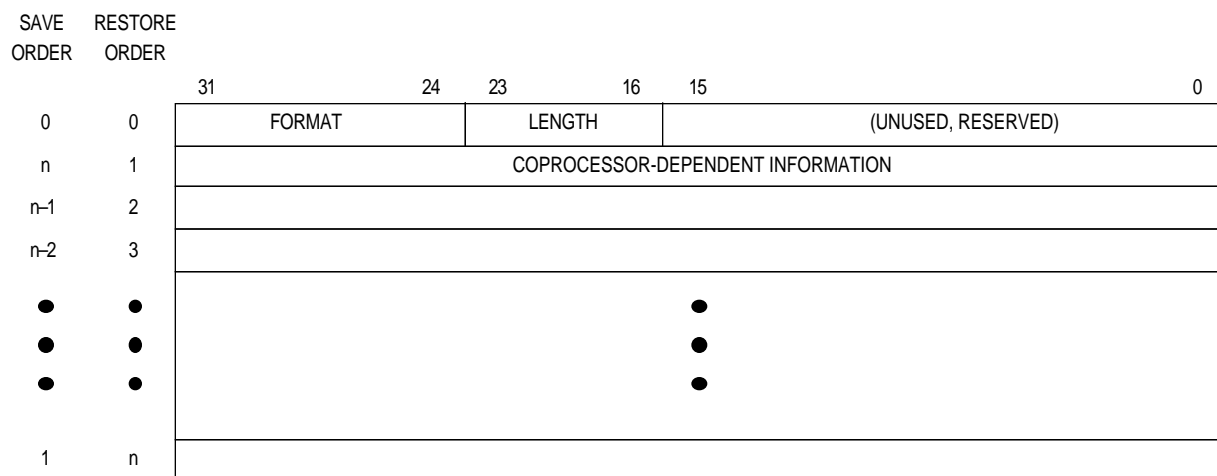 SAVE RESTORE
ORDER ORDER
31 24 23 16 15 0
0 0 FORMAT LENGTH (UNUSED, RESERVED)
n 1 COPROCESSOR-DEPENDENT INFORMATION
n–1 2
n–2 3
1 n